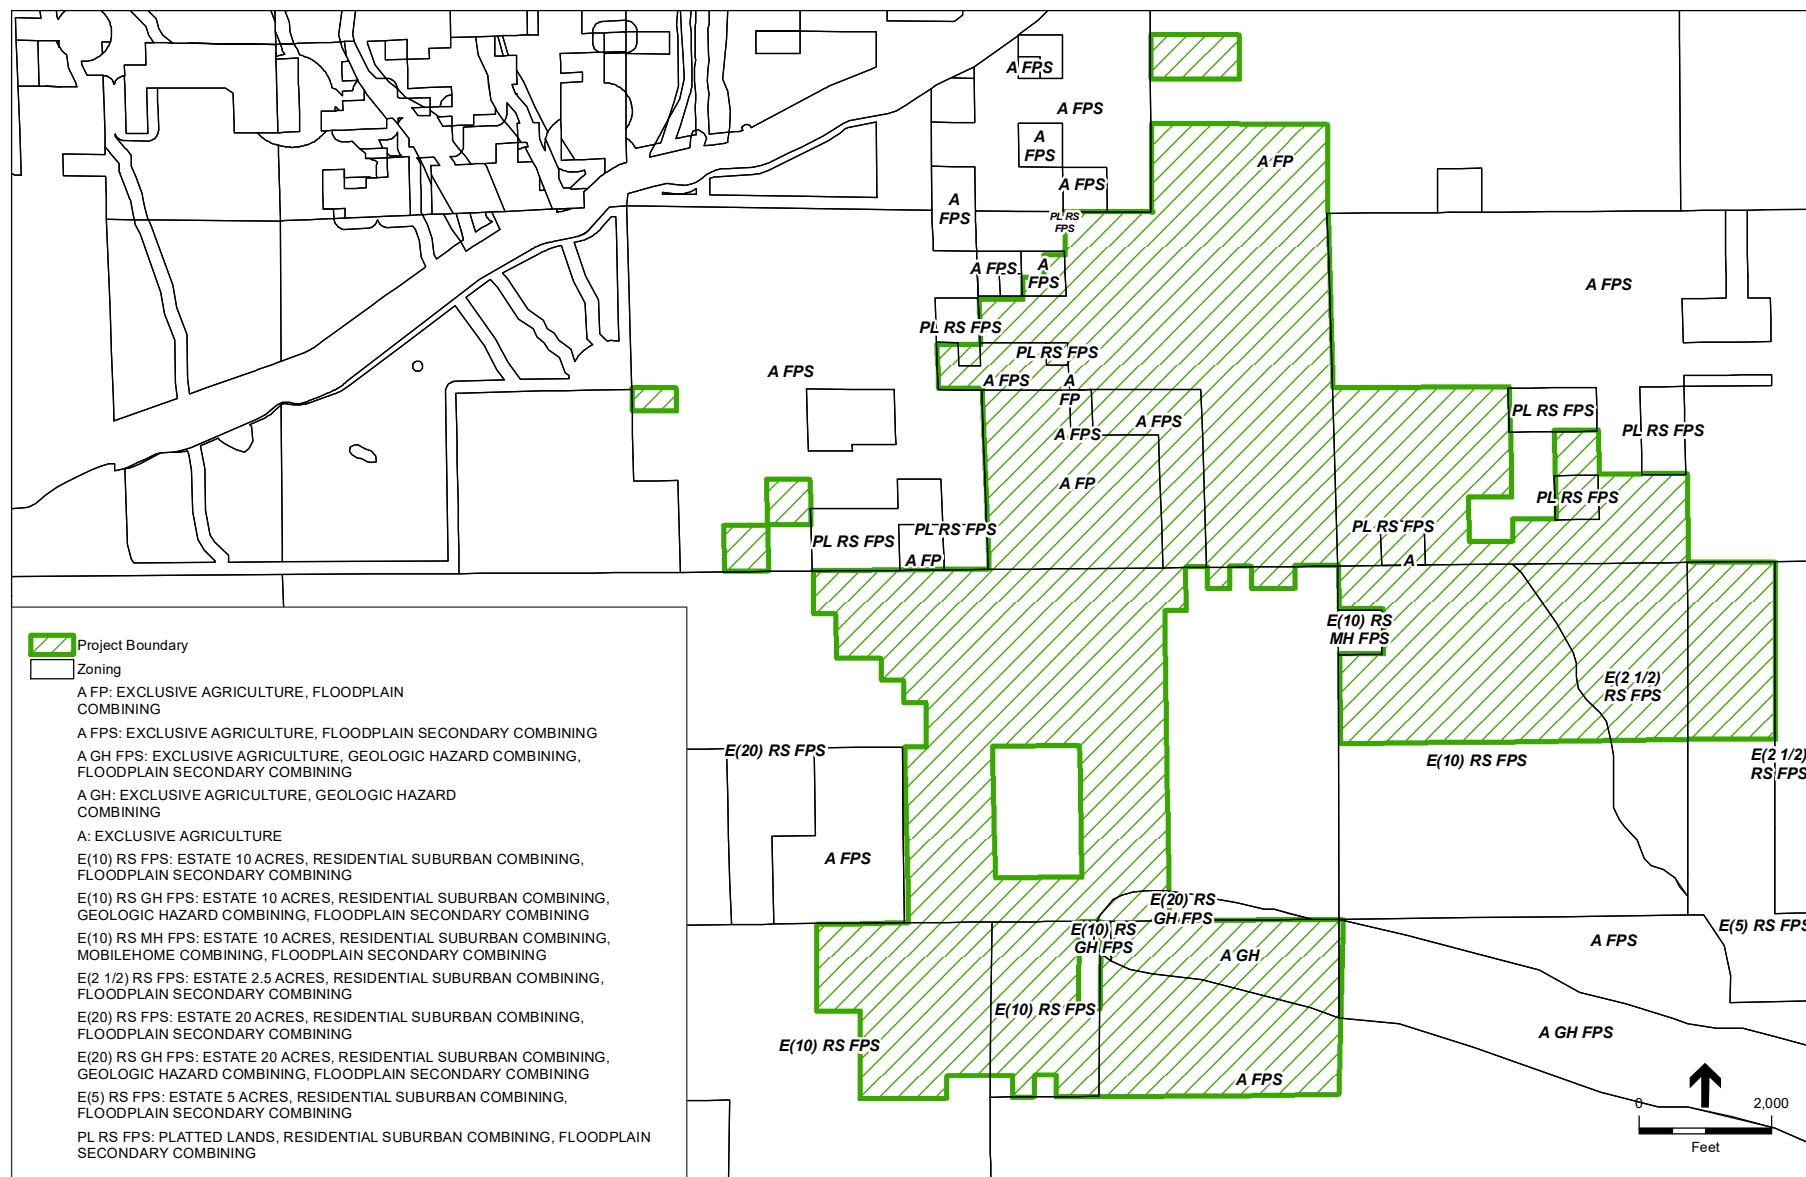 A FPS
A FPS
A
FPS
A FP
A FPS
A
FPS
PL RS
FPS
A FPS
A
FPS
A FPS
PL RS FPS
PL RS FPS
A FPS
A FPS
A
FP
A FPS
A FPS
PL RS FPS
PL RS FPS
A FP
PL RS FPS
PL RS FPS
PL RS FPS
PL RS FPS
A FP
A
E(10) RS
MH FPS
E(2 1/2)
RS FPS
E(20) RS FPS
E(10) RS FPS
E(2 1/2)
RS FPS
A FPS
E(20) RS
GH FPS
E(10) RS
GH FPS
A GH
A FPS
E(5) RS FPS
E(10) RS FPS
E(10) RS FPS
A GH FPS
A FPS
Project Boundary
Zoning
A FP: EXCLUSIVE AGRICULTURE, FLOODPLAIN
COMBINING
A FPS: EXCLUSIVE AGRICULTURE, FLOODPLAIN SECONDARY COMBINING
A GH FPS: EXCLUSIVE AGRICULTURE, GEOLOGIC HAZARD COMBINING,
FLOODPLAIN SECONDARY COMBINING
A GH: EXCLUSIVE AGRICULTURE, GEOLOGIC HAZARD
COMBINING
A: EXCLUSIVE AGRICULTURE
E(10) RS FPS: ESTATE 10 ACRES, RESIDENTIAL SUBURBAN COMBINING,
FLOODPLAIN SECONDARY COMBINING
E(10) RS GH FPS: ESTATE 10 ACRES, RESIDENTIAL SUBURBAN COMBINING,
GEOLOGIC HAZARD COMBINING, FLOODPLAIN SECONDARY COMBINING
E(10) RS MH FPS: ESTATE 10 ACRES, RESIDENTIAL SUBURBAN COMBINING,
MOBILEHOME COMBINING, FLOODPLAIN SECONDARY COMBINING
E(2 1/2) RS FPS: ESTATE 2.5 ACRES, RESIDENTIAL SUBURBAN COMBINING,
FLOODPLAIN SECONDARY COMBINING
E(20) RS FPS: ESTATE 20 ACRES, RESIDENTIAL SUBURBAN COMBINING,
FLOODPLAIN SECONDARY COMBINING
E(20) RS GH FPS: ESTATE 20 ACRES, RESIDENTIAL SUBURBAN COMBINING,
GEOLOGIC HAZARD COMBINING, FLOODPLAIN SECONDARY COMBINING
E(5) RS FPS: ESTATE 5 ACRES, RESIDENTIAL SUBURBAN COMBINING,
FLOODPLAIN SECONDARY COMBINING
PL RS FPS: PLATTED LANDS, RESIDENTIAL SUBURBAN COMBINING, FLOODPLAIN
SECONDARY COMBINING
0 2,000
Feet